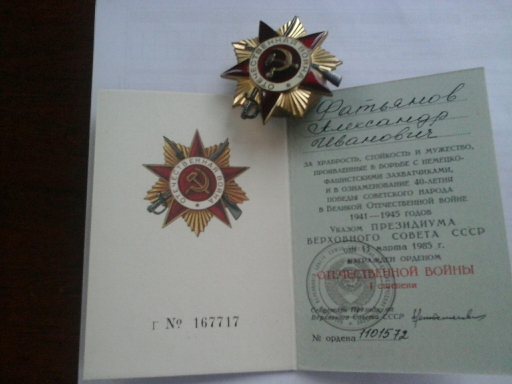 ОТЕЧЕСТВЕННАЯ ВОЙНА
ОТЕЧЕСТВЕННАЯ ВОЙНА
Г № 167717
Фатьянов
Александр
Иванович
ЗА ХРАБРОСТЬ, СТОЙКОСТЬ И МУЖЕСТВО,
ПРОЯВЛЕННЫЕ В БОРЬБЕ С НЕМЕЦКО-
ФАШИСТСКИМИ ЗАХВАТЧИКАМИ,
И В ОЗНАМЕНОВАНИЕ 40-ЛЕТИЯ
ПОБЕДЫ СОВЕТСКОГО НАРОДА
В ВЕЛИКОЙ ОТЕЧЕСТВЕННОЙ ВОЙНЕ
1941—1945 ГОДОВ
УКАЗОМ ПРЕЗИДИУМА
ВЕРХОВНОГО СОВЕТА СССР
от 11 марта 1985 г.
НАГРАЖДЕН ОРДЕНОМ
ОТЕЧЕСТВЕННОЙ ВОЙНЫ
I степени
Секретарь Президиума
Верховного Совета СССР
№ ордена 1101572